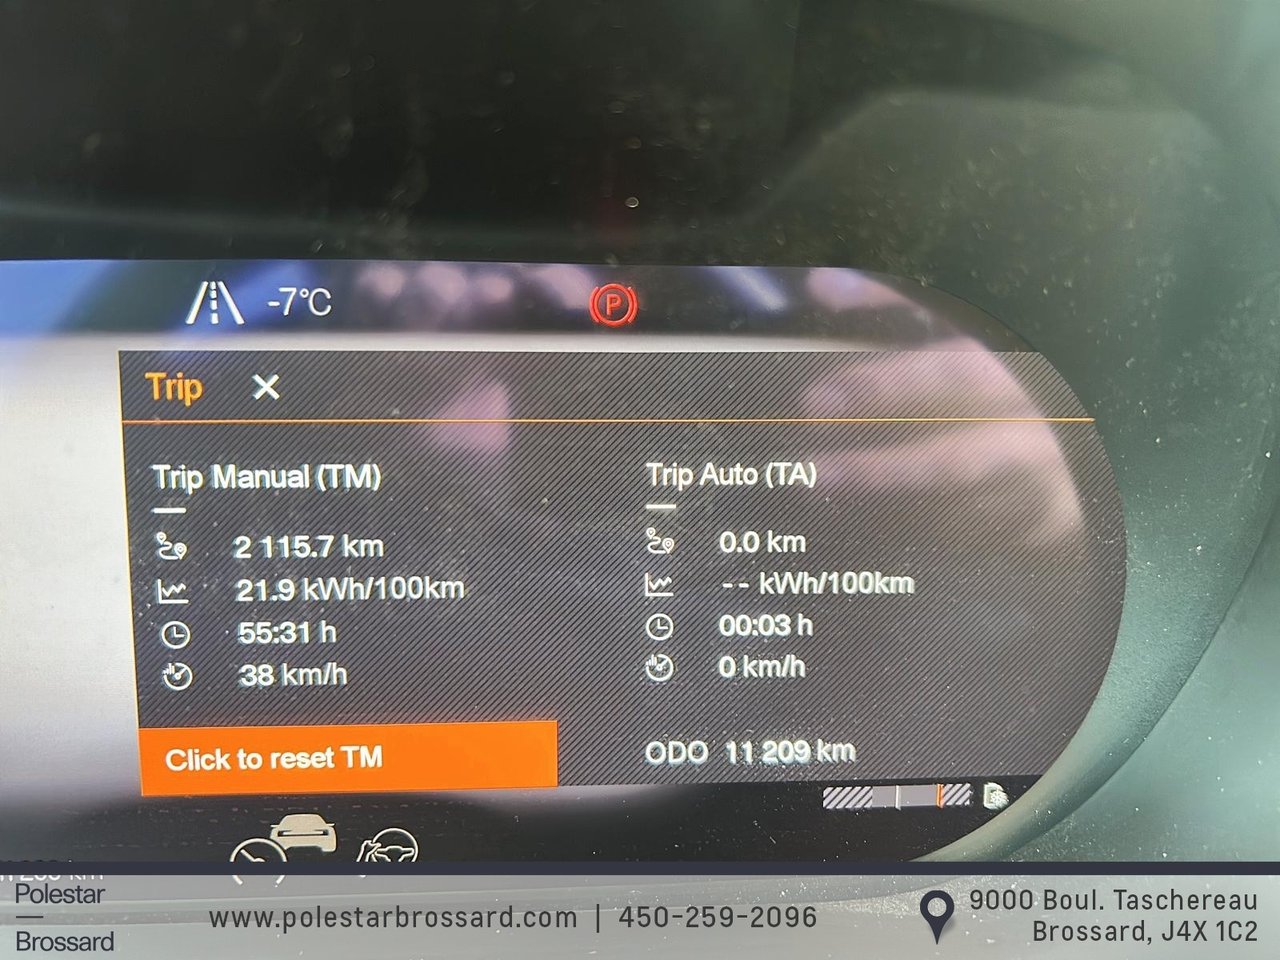 -7°C
P
Trip
Trip Manual (TM)
2 115.7 km
21.9 kWh/100km
55:31 h
38 km/h
Click to reset TM
Trip Auto (TA)
0.0 km
-- kWh/100km
00:03 h
0 km/h
ODO 11 209 km
Polestar
Brossard
www.polestarbrossard.com | 450-259-2096
9000 Boul. Taschereau
Brossard, J4X 1C2